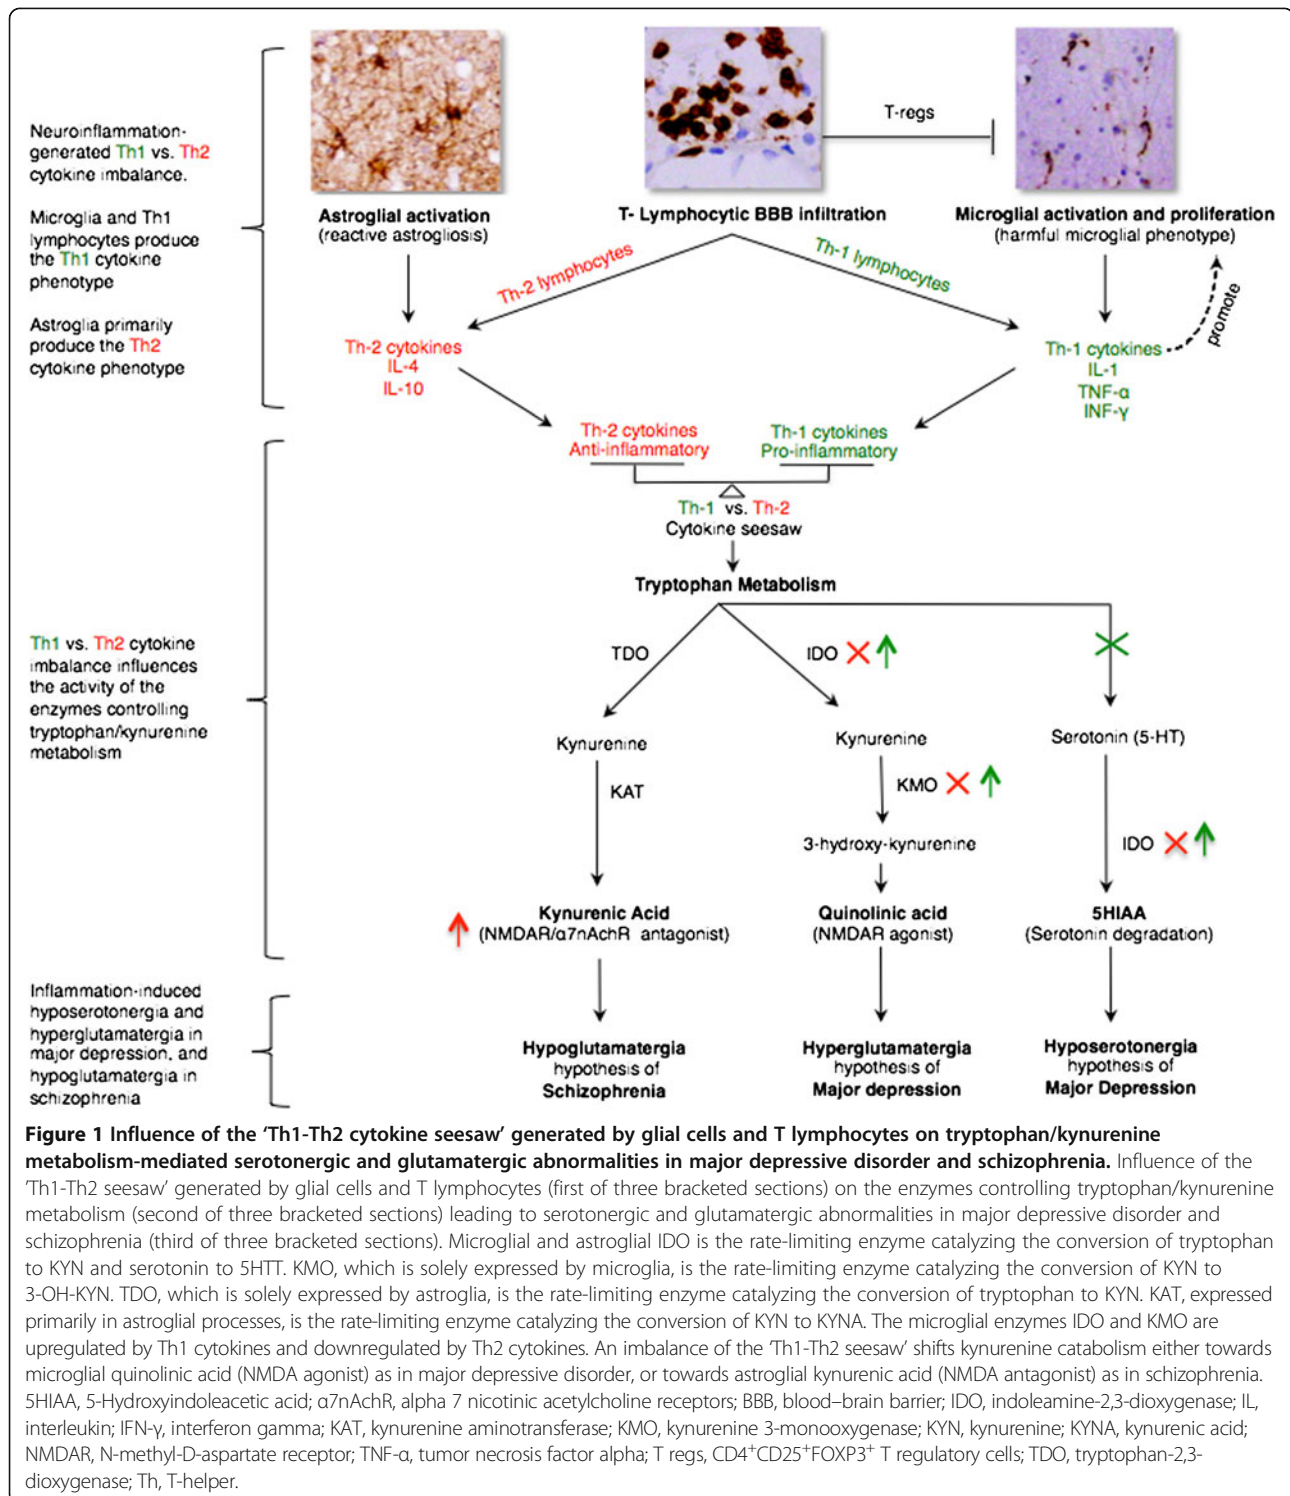 T-regs
Neuroinflammation-
generated Th1 vs. Th2
cytokine imbalance.
Microglia and Th1
lymphocytes produce
the Th1 cytokine
phenotype
Astroglia primarily
produce the Th2
cytokine phenotype
Astroglial activation
(reactive astrogliosis)
T- Lymphocytic BBB infiltration
Microglial activation and proliferation
(harmful microglial phenotype)
Th-2 lymphocytes
Th-1 lymphocytes
promote
Th-2 cytokines
IL-4
IL-10
Th-1 cytokines
IL-1
TNF-α
INF-γ
Th-2 cytokines
Anti-inflammatory
Th-1 cytokines
Pro-inflammatory
Th-1 vs. Th-2
Cytokine seesaw
Tryptophan Metabolism
Th1 vs. Th2 cytokine
imbalance influences
the activity of the
enzymes controlling
tryptophan/kynurenine
metabolism
TDO
IDO
Kynurenine
Kynurenine
Serotonin (5-HT)
KAT
KMO
3-hydroxy-kynurenine
IDO
Kynurenic Acid
(NMDAR/α7nAchR antagonist)
Quinolinic acid
(NMDAR agonist)
5HIAA
(Serotonin degradation)
Inflammation-induced
hyposerotonergia and
hyperglutamatergia in
major depression, and
hypoglutamatergia in
schizophrenia
Hypoglutamatergia
hypothesis of
Schizophrenia
Hyperglutamatergia
hypothesis of
Major depression
Hyposerotonergia
hypothesis of
Major Depression
Figure 1 Influence of the ‘Th1-Th2 cytokine seesaw’ generated by glial cells and T lymphocytes on tryptophan/kynurenine
metabolism-mediated serotonergic and glutamatergic abnormalities in major depressive disorder and schizophrenia. Influence of the
‘Th1-Th2 seesaw’ generated by glial cells and T lymphocytes (first of three bracketed sections) on the enzymes controlling tryptophan/kynurenine
metabolism (second of three bracketed sections) leading to serotonergic and glutamatergic abnormalities in major depressive disorder and
schizophrenia (third of three bracketed sections). Microglial and astroglial IDO is the rate-limiting enzyme catalyzing the conversion of tryptophan
to KYN and serotonin to 5HTT. KMO, which is solely expressed by microglia, is the rate-limiting enzyme catalyzing the conversion of KYN to
3-OH-KYN. TDO, which is solely expressed by astroglia, is the rate-limiting enzyme catalyzing the conversion of tryptophan to KYN. KAT, expressed
primarily in astroglial processes, is the rate-limiting enzyme catalyzing the conversion of KYN to KYNA. The microglial enzymes IDO and KMO are
upregulated by Th1 cytokines and downregulated by Th2 cytokines. An imbalance of the ‘Th1-Th2 seesaw’ shifts kynurenine catabolism either towards
microglial quinolinic acid (NMDA agonist) as in major depressive disorder, or towards astroglial kynurenic acid (NMDA antagonist) as in schizophrenia.
5HIAA, 5-Hydroxyindoleacetic acid; α7nAchR, alpha 7 nicotinic acetylcholine receptors; BBB, blood–brain barrier; IDO, indoleamine-2,3-dioxygenase; IL,
interleukin; IFN-γ, interferon gamma; KAT, kynurenine aminotransferase; KMO, kynurenine 3-monooxygenase; KYN, kynurenine; KYNA, kynurenic acid;
NMDAR, N-methyl-D-aspartate receptor; TNF-α, tumor necrosis factor alpha; T regs, CD4⁺CD25⁺FOXP3⁺ T regulatory cells; TDO, tryptophan-2,3-
dioxygenase; Th, T-helper.